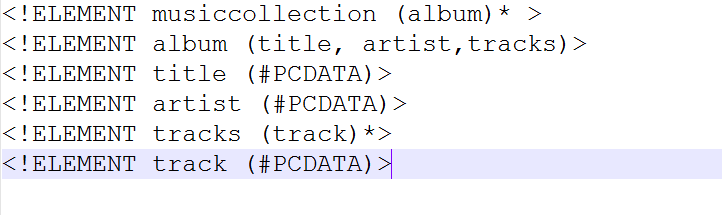 <!ELEMENT musiccollection (album)* >
<!ELEMENT album (title, artist,tracks)>
<!ELEMENT title (#PCDATA)>
<!ELEMENT artist (#PCDATA)>
<!ELEMENT tracks (track)*>
<!ELEMENT track (#PCDATA)>